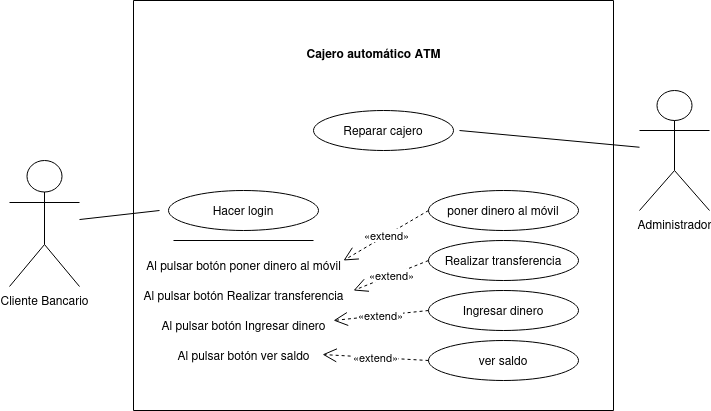 Cajero automático ATM
Reparar cajero
Administrador
Hacer login
Cliente Bancario
poner dinero al móvil
«extend»
Al pulsar botón poner dinero al móvil
Realizar transferencia
«extend»
Al pulsar botón Realizar transferencia
Ingresar dinero
«extend»
Al pulsar botón Ingresar dinero
ver saldo
«extend»
Al pulsar botón ver saldo